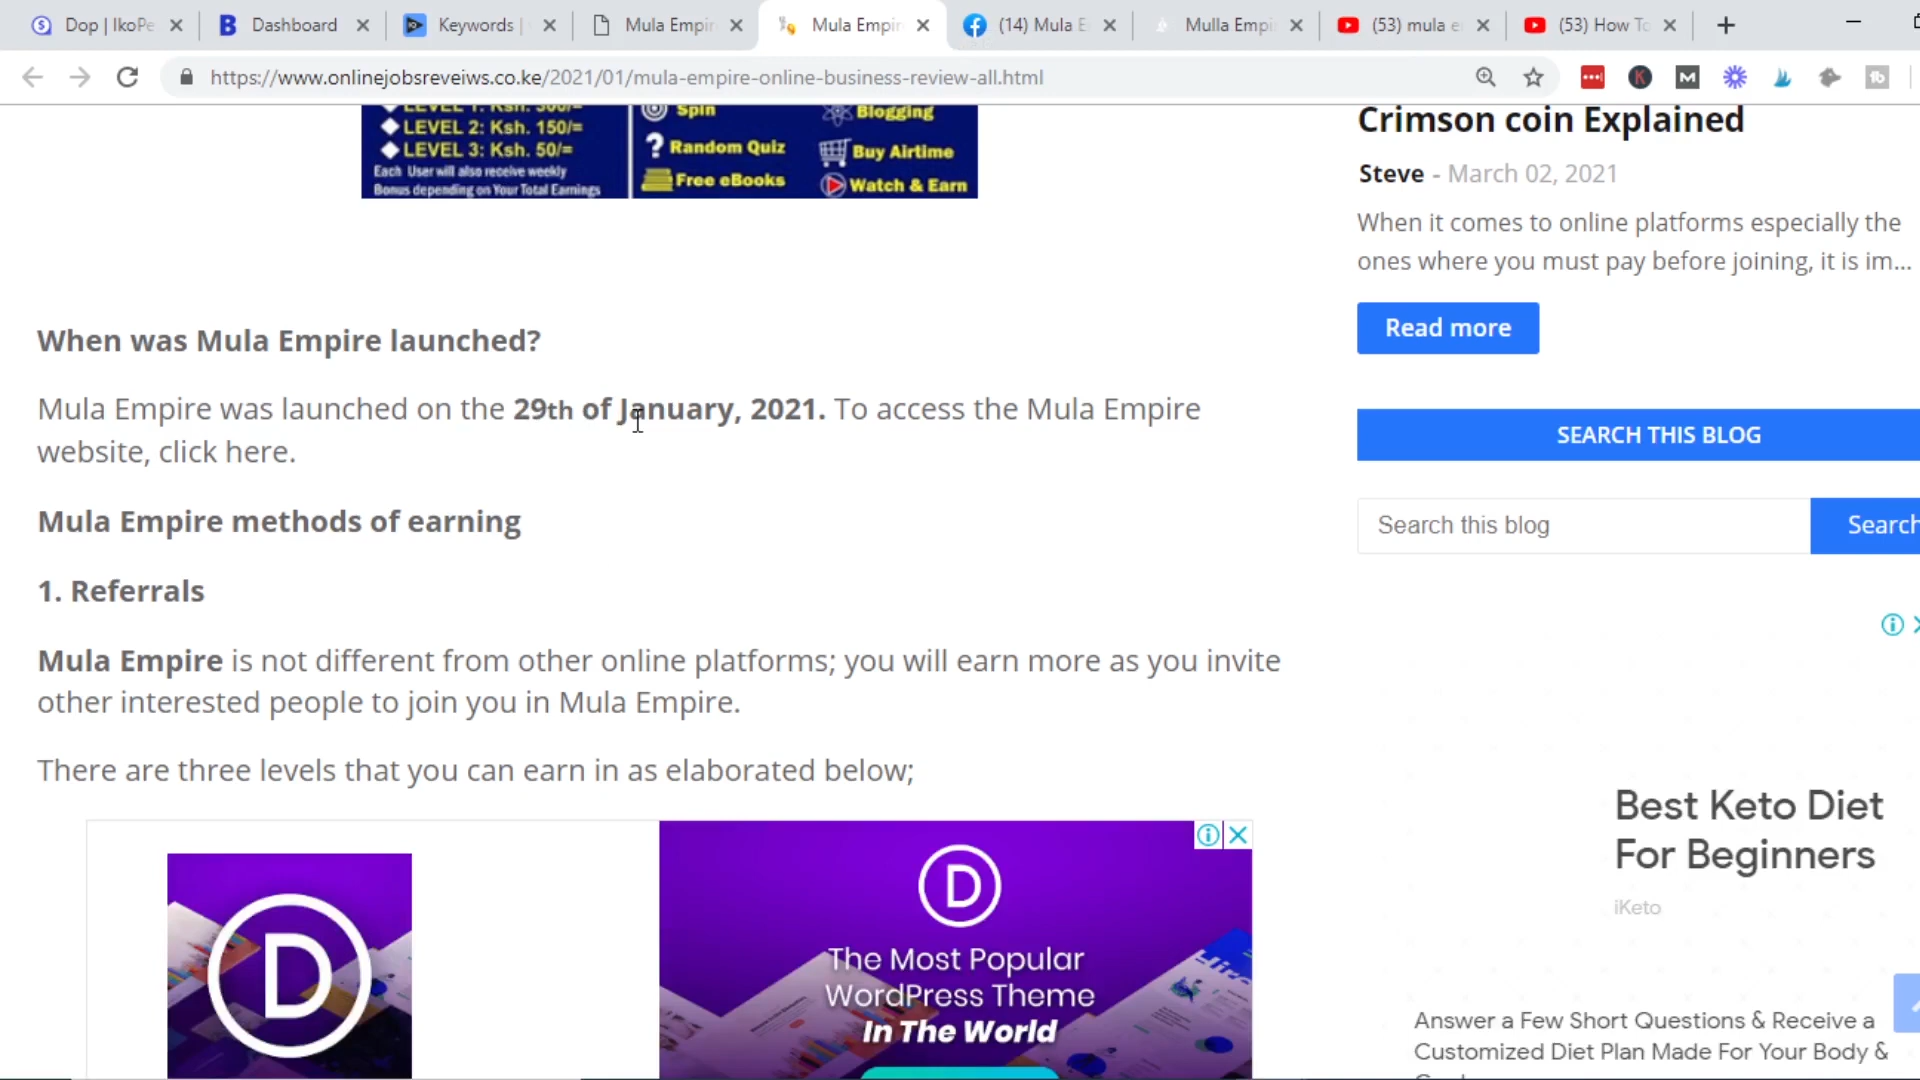 Dop | IkoPe
Dashboard
Keywords |
Mula Empir
Mula Empir
(14) Mula E
Mulla Empi
(53) mula e
(53) How To
https://www.onlinejobsreveiws.co.ke/2021/01/mula-empire-online-business-review-all.html
LEVEL 1: Ksh. 300/=
LEVEL 2: Ksh. 150/=
LEVEL 3: Ksh. 50/=
Each User will also receive weekly
Bonus depending on Your Total Earnings
Spin
Random Quiz
Free eBooks
Blogging
Buy Airtime
Watch & Earn
When was Mula Empire launched?
Mula Empire was launched on the 29th of January, 2021. To access the Mula Empire
website, click here.
Mula Empire methods of earning
1. Referrals
Mula Empire is not different from other online platforms; you will earn more as you invite
other interested people to join you in Mula Empire.
There are three levels that you can earn in as elaborated below;
D
D
The Most Popular
WordPress Theme
In The World
Crimson coin Explained
Steve - March 02, 2021
When it comes to online platforms especially the
ones where you must pay before joining, it is im...
Read more
SEARCH THIS BLOG
Search this blog
Search
Best Keto Diet
For Beginners
iKeto
Answer a Few Short Questions & Receive a
Customized Diet Plan Made For Your Body &